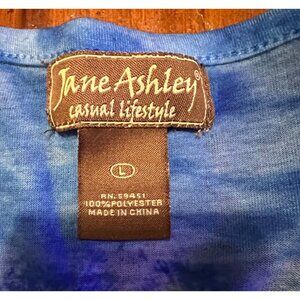 Jane Ashley®
casual lifestyle
L
RN. 59451
100% POLYESTER
MADE IN CHINA